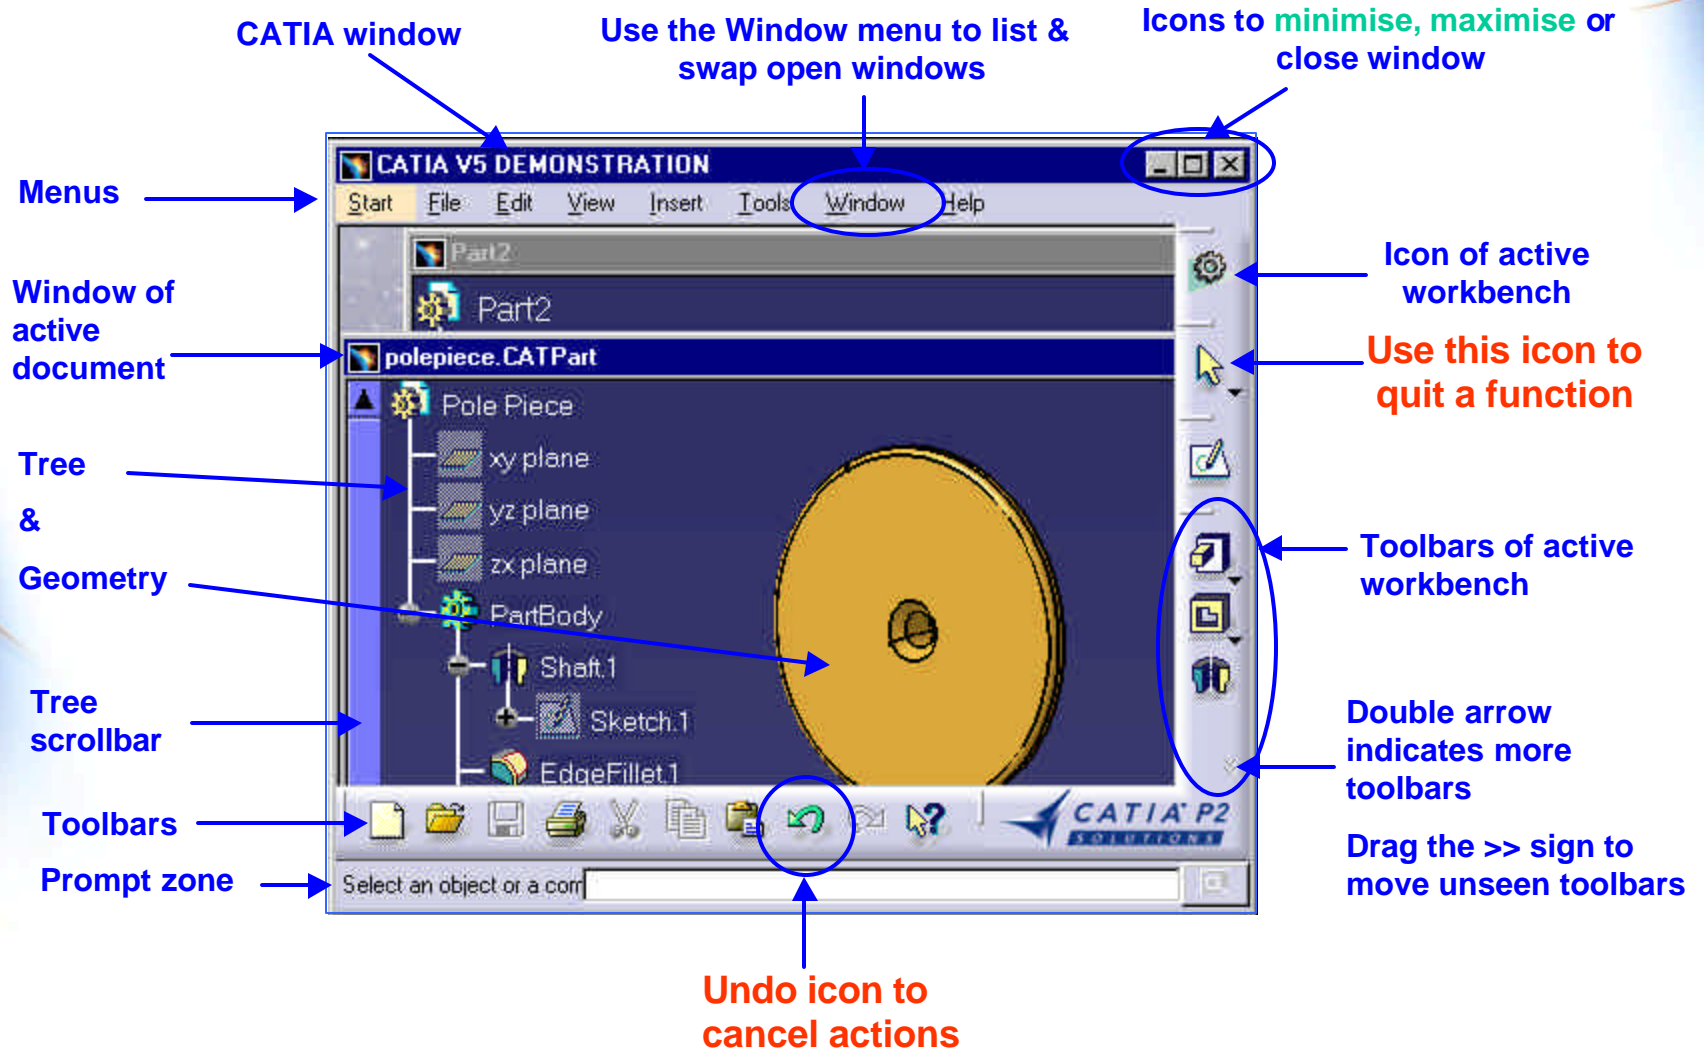 CATIA window
Use the Window menu to list &
swap open windows
Icons to minimise, maximise or
close window
CATIA V5 DEMONSTRATION
Menus
Start File Edit View Insert Tools Window Help
Part2
Part2
Icon of active
workbench
Window of
active
document
polepiece.CATPart
Use this icon to
quit a function
Pole Piece
xy plane
yz plane
zx plane
PartBody
Shaft.1
Sketch.1
EdgeFillet.1
Tree
&
Geometry
Toolbars of active
workbench
Tree
scrollbar
Double arrow
indicates more
toolbars
Toolbars
CATIA P2
SOLUTIONS
Drag the >> sign to
move unseen toolbars
Prompt zone
Select an object or a com
Undo icon to
cancel actions